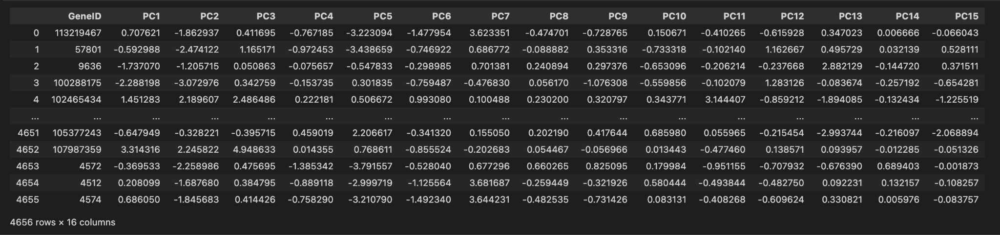 GeneID PC1 PC2 PC3 PC4 PC5 PC6 PC7 PC8 PC9 PC10 PC11 PC12 PC13 PC14 PC15
0 113219467 0.707621 -1.862937 0.411695 -0.767185 -3.223094 -1.477954 3.623351 -0.474701 -0.728765 0.150671 -0.410265 -0.615928 0.347023 0.006666 -0.066043
1 57801 -0.592988 -2.474122 1.165171 -0.972453 -3.438659 -0.746922 0.686772 -0.088882 0.353316 -0.733318 -0.102140 1.162667 0.495729 0.032139 0.528111
2 9636 -1.737070 -1.205715 0.050863 -0.075657 -0.547833 -0.298985 0.701381 0.240894 0.297376 -0.653096 -0.206214 -0.237668 2.882129 -0.144720 0.371511
3 100288175 -2.288198 -3.072976 0.342759 -0.153735 0.301835 -0.759487 -0.476830 0.056170 -1.076308 -0.559856 -0.102079 1.283126 -0.083674 -0.257192 -0.654281
4 102465434 1.451283 2.189607 2.486486 0.222181 0.506672 0.993080 0.100488 0.230200 0.320797 0.343771 3.144407 -0.859212 -1.894085 -0.132434 -1.225519
... ... ... ... ... ... ... ... ... ... ... ... ... ... ... ... ...
4651 105377243 -0.647949 -0.328221 -0.395715 0.459019 2.206617 -0.341320 0.155050 0.202190 0.417644 0.685980 0.055965 -0.215454 -2.993744 -0.216097 -2.068894
4652 107987359 3.314316 2.245822 4.948633 0.014355 0.768611 -0.855524 -0.202683 0.054467 -0.056966 0.013443 -0.477460 0.138571 0.093957 -0.012285 -0.051326
4653 4572 -0.369533 -2.258986 0.475695 -1.385342 -3.791557 -0.528040 0.677296 0.660265 0.825095 0.179984 -0.951155 -0.707932 -0.676390 0.689403 -0.001873
4654 4512 0.208099 -1.687680 0.384795 -0.889118 -2.999719 -1.125564 3.681687 -0.259449 -0.321926 0.580444 -0.493844 -0.482750 0.092231 0.132157 -0.108257
4655 4574 0.686050 -1.845683 0.414426 -0.758290 -3.210790 -1.492340 3.644231 -0.482535 -0.731426 0.083131 -0.408268 -0.609624 0.330821 0.005976 -0.083757
4656 rows × 16 columns